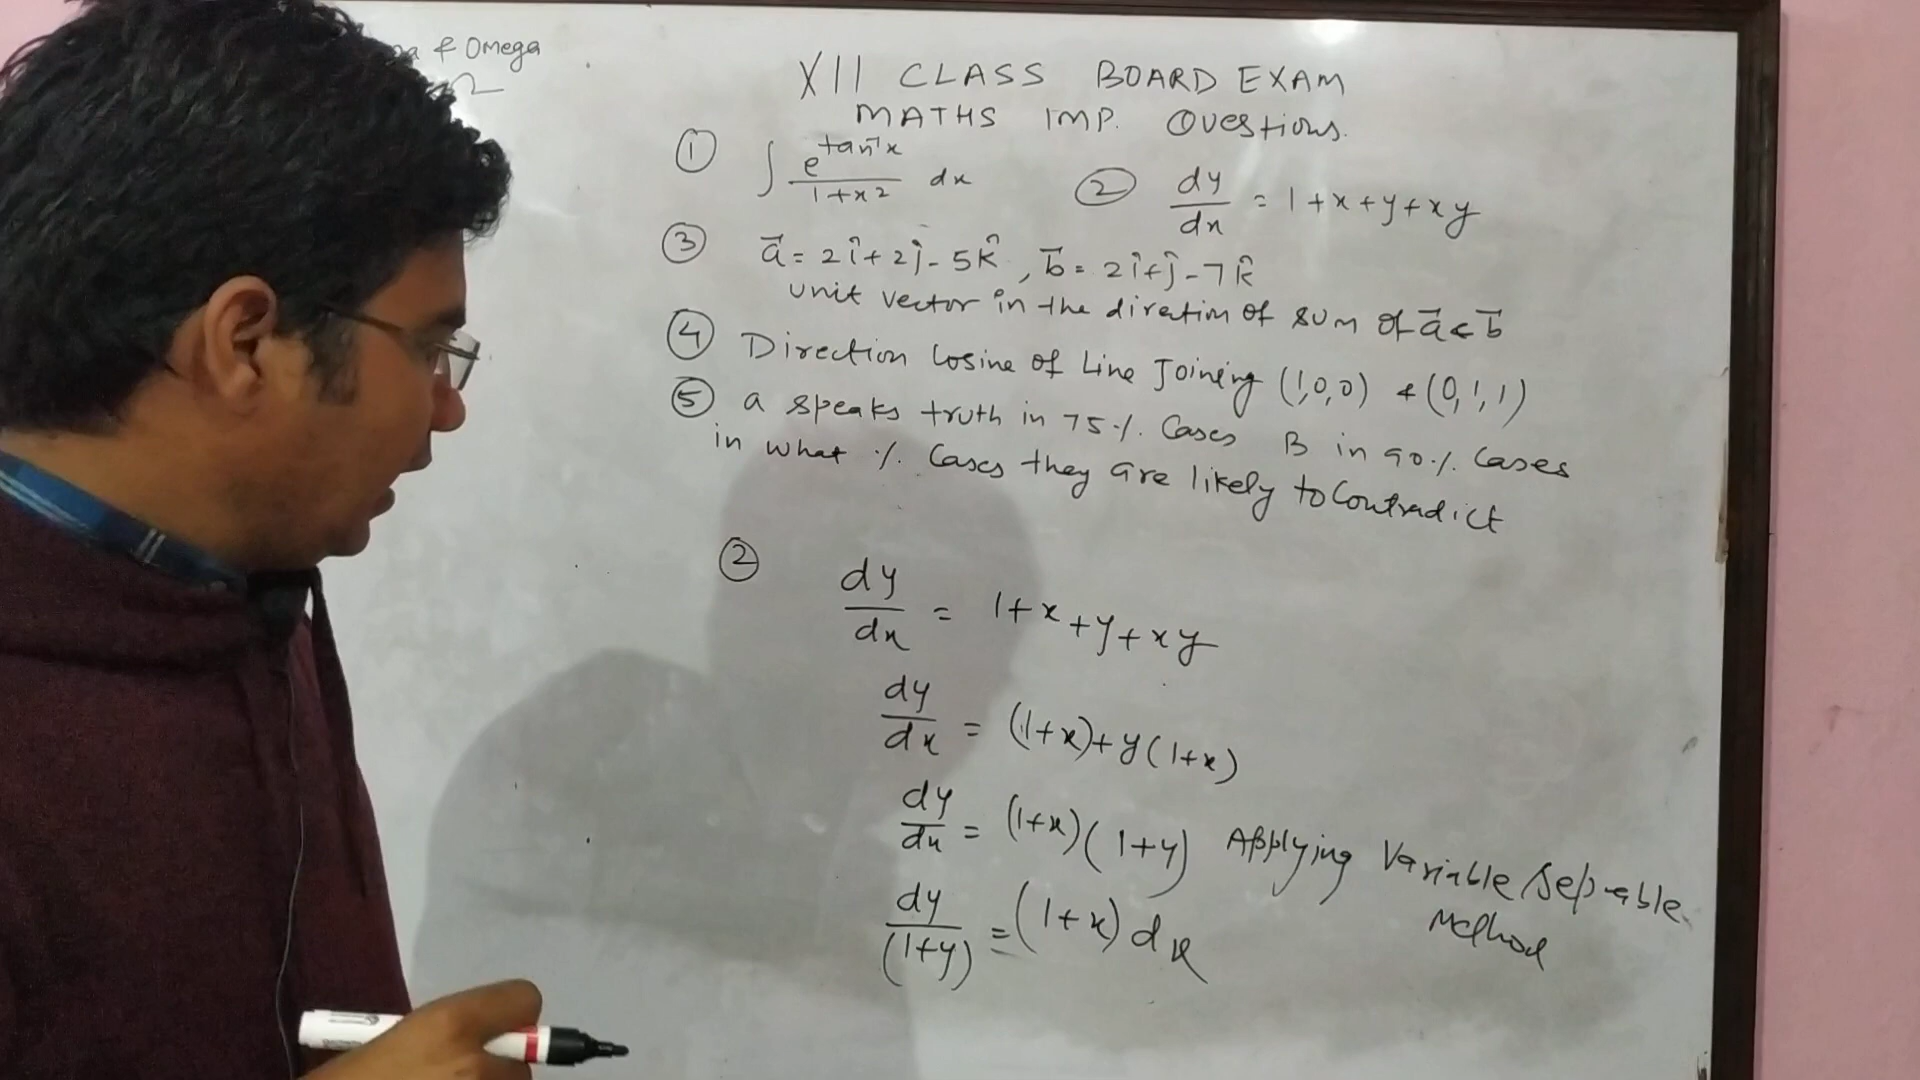 & Omega
Ω
XII CLASS BOARD EXAM
MATHS IMP. QUESTIONS.
① ∫ e^(tan⁻¹x) / (1+x²) dx ② dy/dx = 1+x+y+xy
③ a⃗ = 2î+2ĵ-5k̂, b⃗ = 2î+ĵ-7k̂
unit vector in the diretim of sum of a⃗ & b⃗
④ Direction Cosine of Line Joining (1,0,0) & (0,1,1)
⑤ a speaks truth in 75% Cases B in 90% Cases
in what % Cases they are likely to Contradict
② dy/dx = 1+x+y+xy
dy/dx = (1+x)+y(1+x)
dy/dx = (1+x)(1+y) Applying Variable Sepable
Method
dy/(1+y) = (1+x)dx